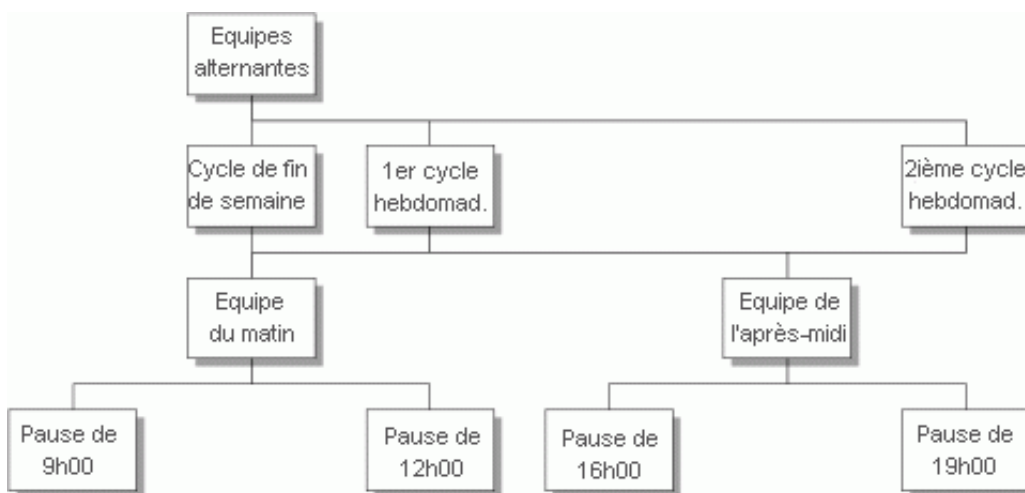 Equipes
alternantes
Cycle de fin
de semaine
1er cycle
hebdomad.
2ième cycle
hebdomad.
Equipe
du matin
Equipe de
l'après-midi
Pause de
9h00
Pause de
12h00
Pause de
16h00
Pause de
19h00